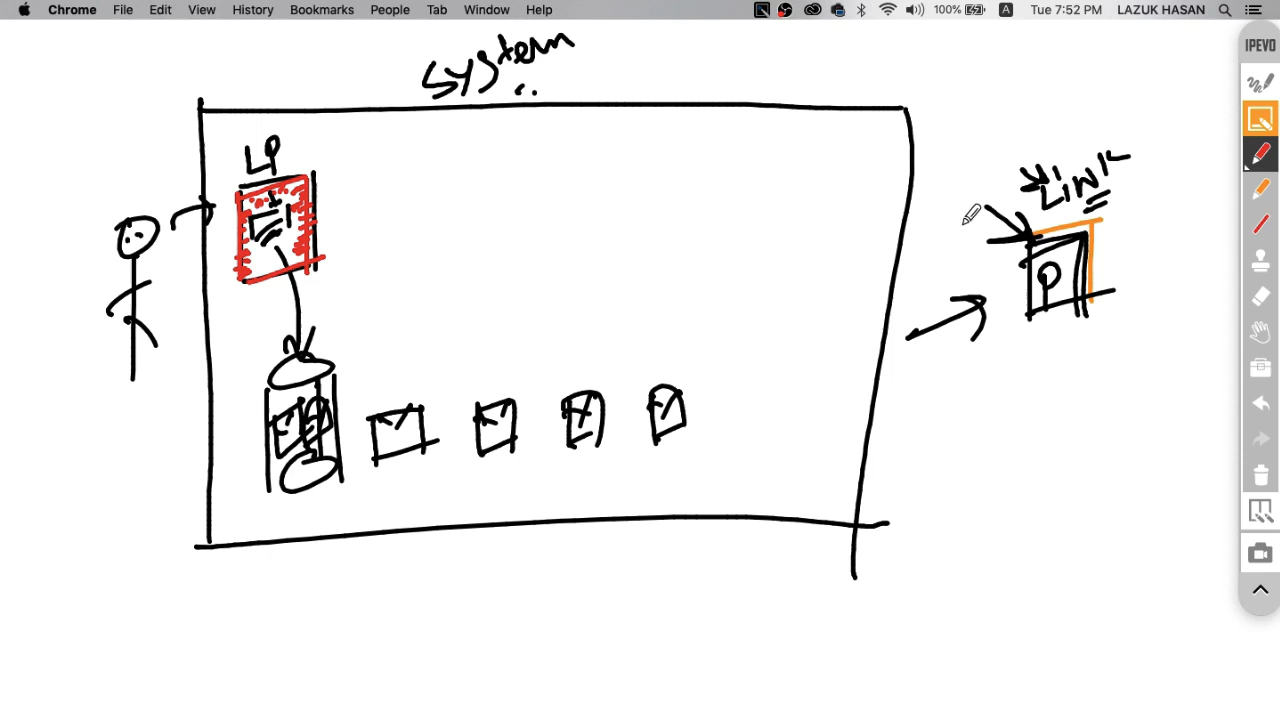 Chrome File Edit View History Bookmarks People Tab Window Help 100% A Tue 7:52 PM LAZUK HASAN
IPEVO
System
LP
Link
P